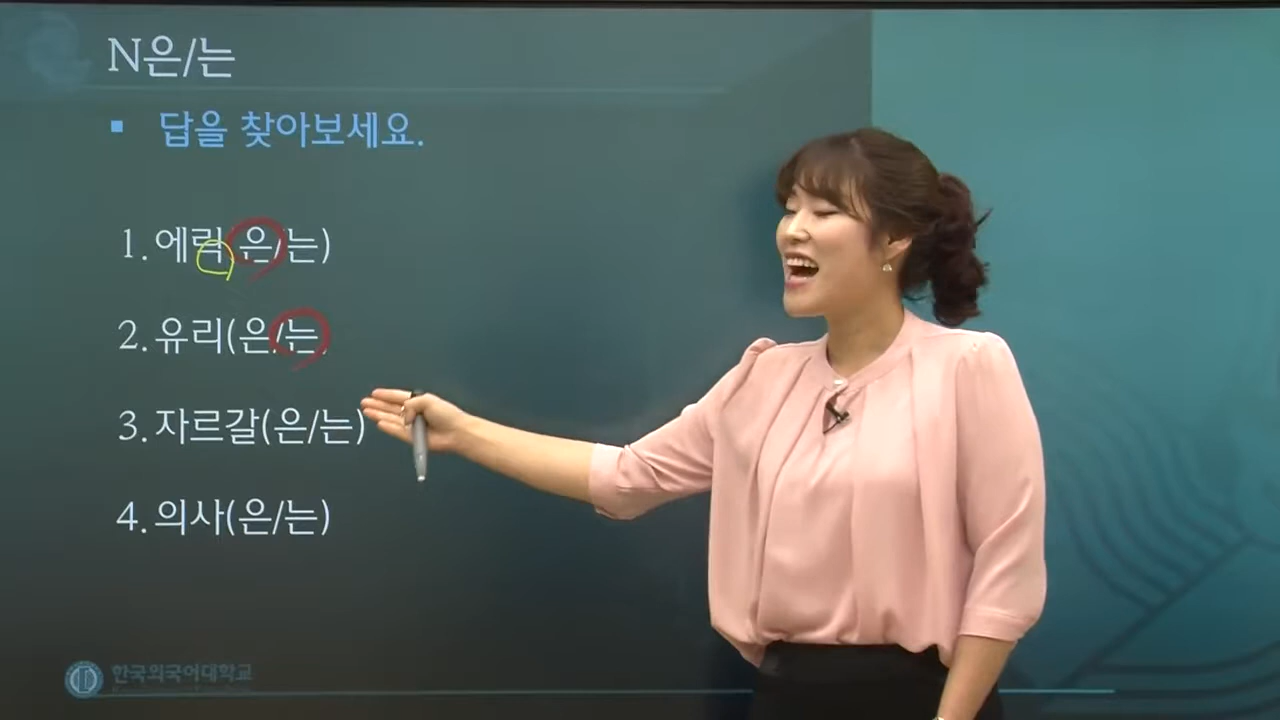 N은/는
▪ 답을 찾아보세요.
1. 에릭(은/는)
2. 유리(은/는)
3. 자르갈(은/는)
4. 의사(은/는)
한국외국어대학교